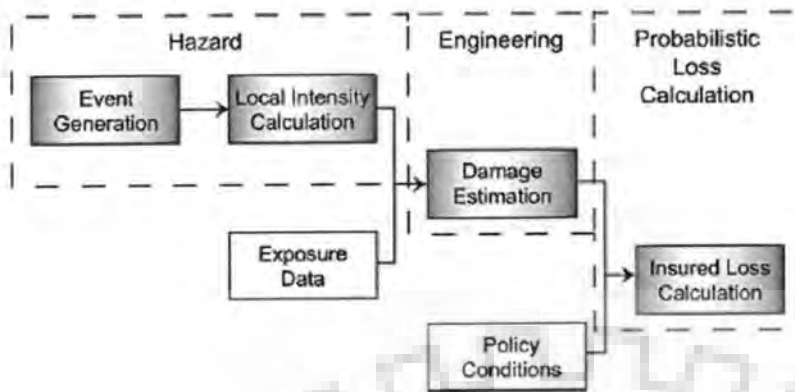 Hazard
Engineering
Probabilistic
Loss
Calculation
Event
Generation
Local Intensity
Calculation
Damage
Estimation
Exposure
Data
Insured Loss
Calculation
Policy
Conditions